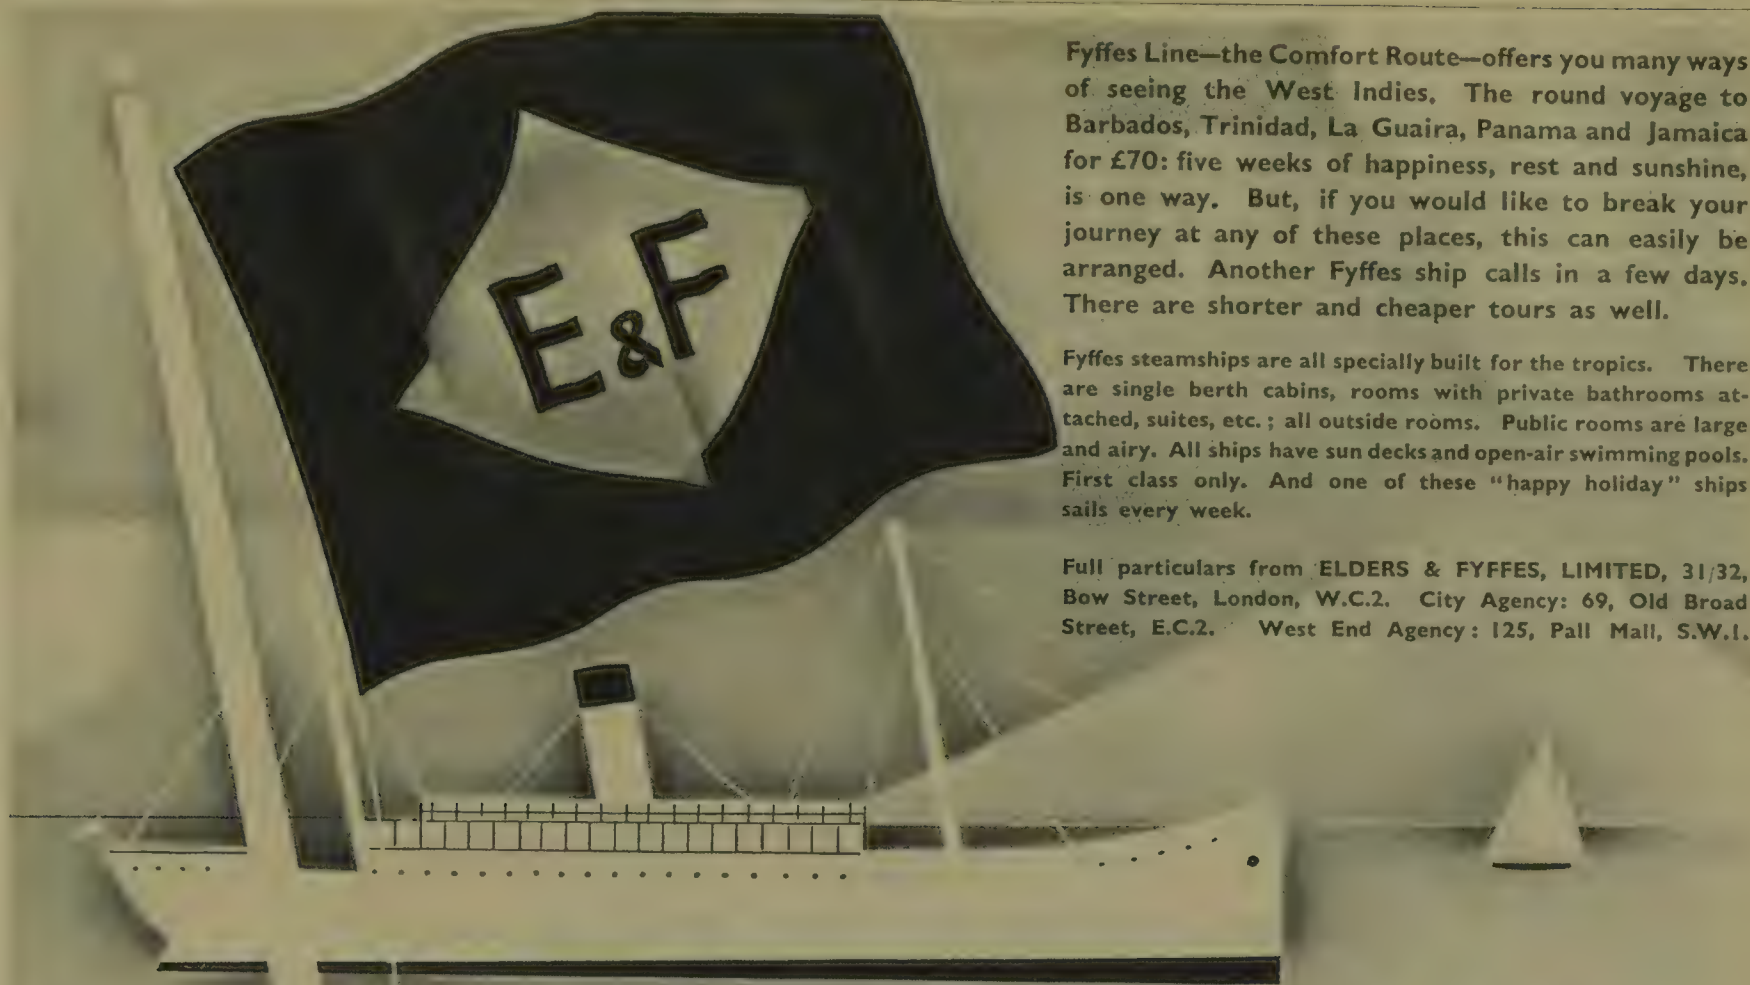 E & F
Fyffes Line—the Comfort Route—offers you many ways
of seeing the West Indies. The round voyage to
Barbados, Trinidad, La Guaira, Panama and Jamaica
for £70: five weeks of happiness, rest and sunshine,
is one way. But, if you would like to break your
journey at any of these places, this can easily be
arranged. Another Fyffes ship calls in a few days.
There are shorter and cheaper tours as well.
Fyffes steamships are all specially built for the tropics. There
are single berth cabins, rooms with private bathrooms at-
tached, suites, etc.; all outside rooms. Public rooms are large
and airy. All ships have sun decks and open-air swimming pools.
First class only. And one of these "happy holiday" ships
sails every week.
Full particulars from ELDERS & FYFFES, LIMITED, 31/32,
Bow Street, London, W.C.2. City Agency: 69, Old Broad
Street, E.C.2. West End Agency: 125, Pall Mall, S.W.1.